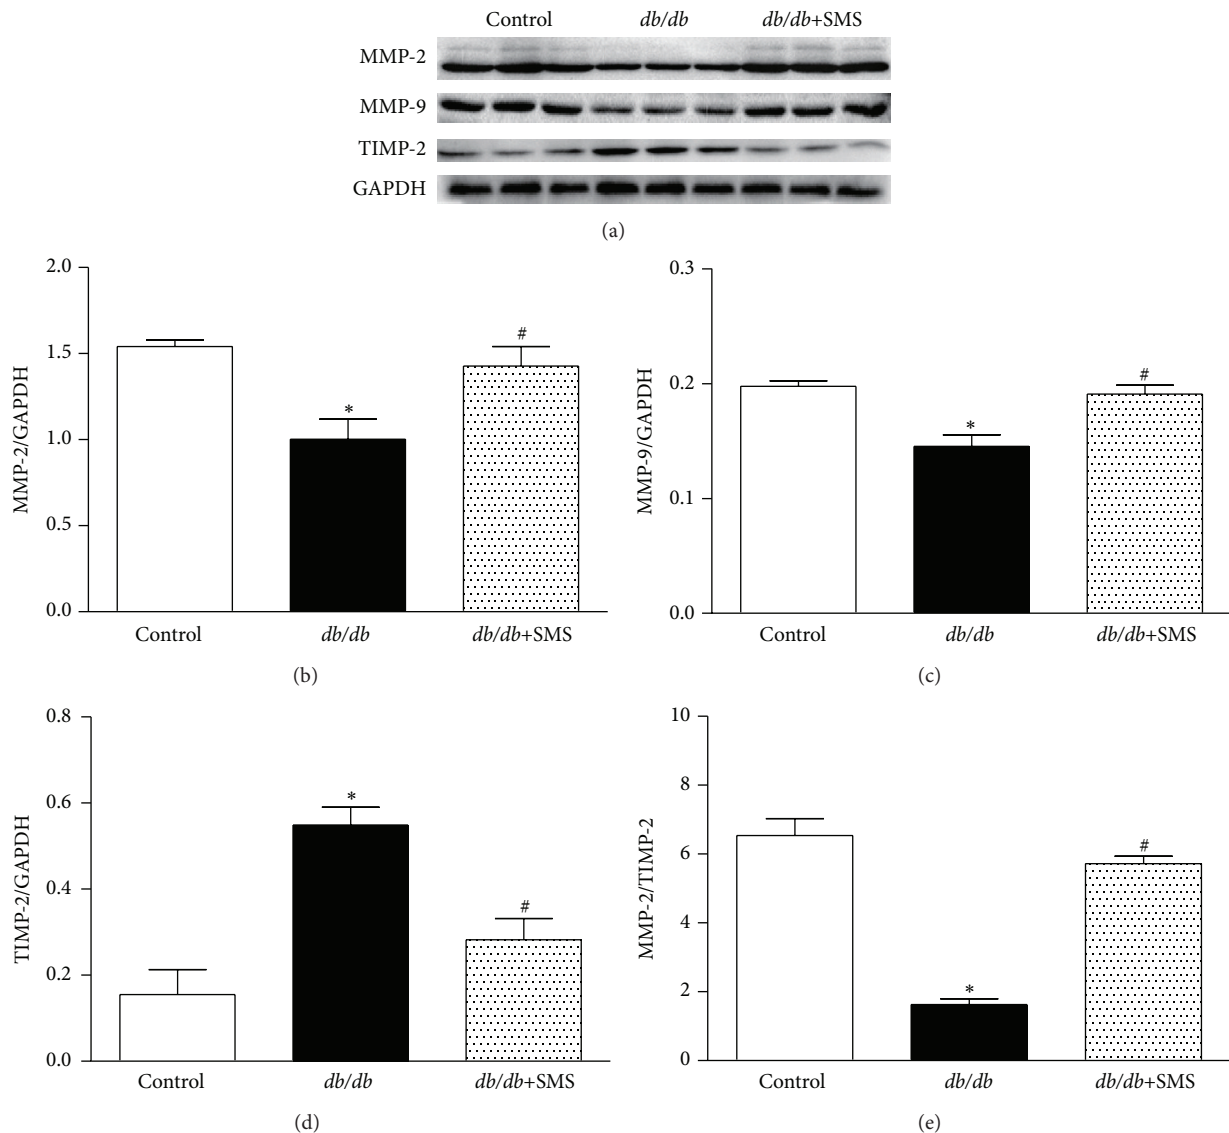 Control db/db db/db+SMS
MMP-2
MMP-9
TIMP-2
GAPDH
(a)
2.0
1.5
1.0
0.5
0.0
MMP-2/GAPDH
*
#
Control db/db db/db+SMS
(b)
0.3
0.2
0.1
0.0
MMP-9/GAPDH
*
#
Control db/db db/db+SMS
(c)
0.8
0.6
0.4
0.2
0.0
TIMP-2/GAPDH
*
#
Control db/db db/db+SMS
(d)
10
8
6
4
2
0
MMP-2/TIMP-2
*
#
Control db/db db/db+SMS
(e)